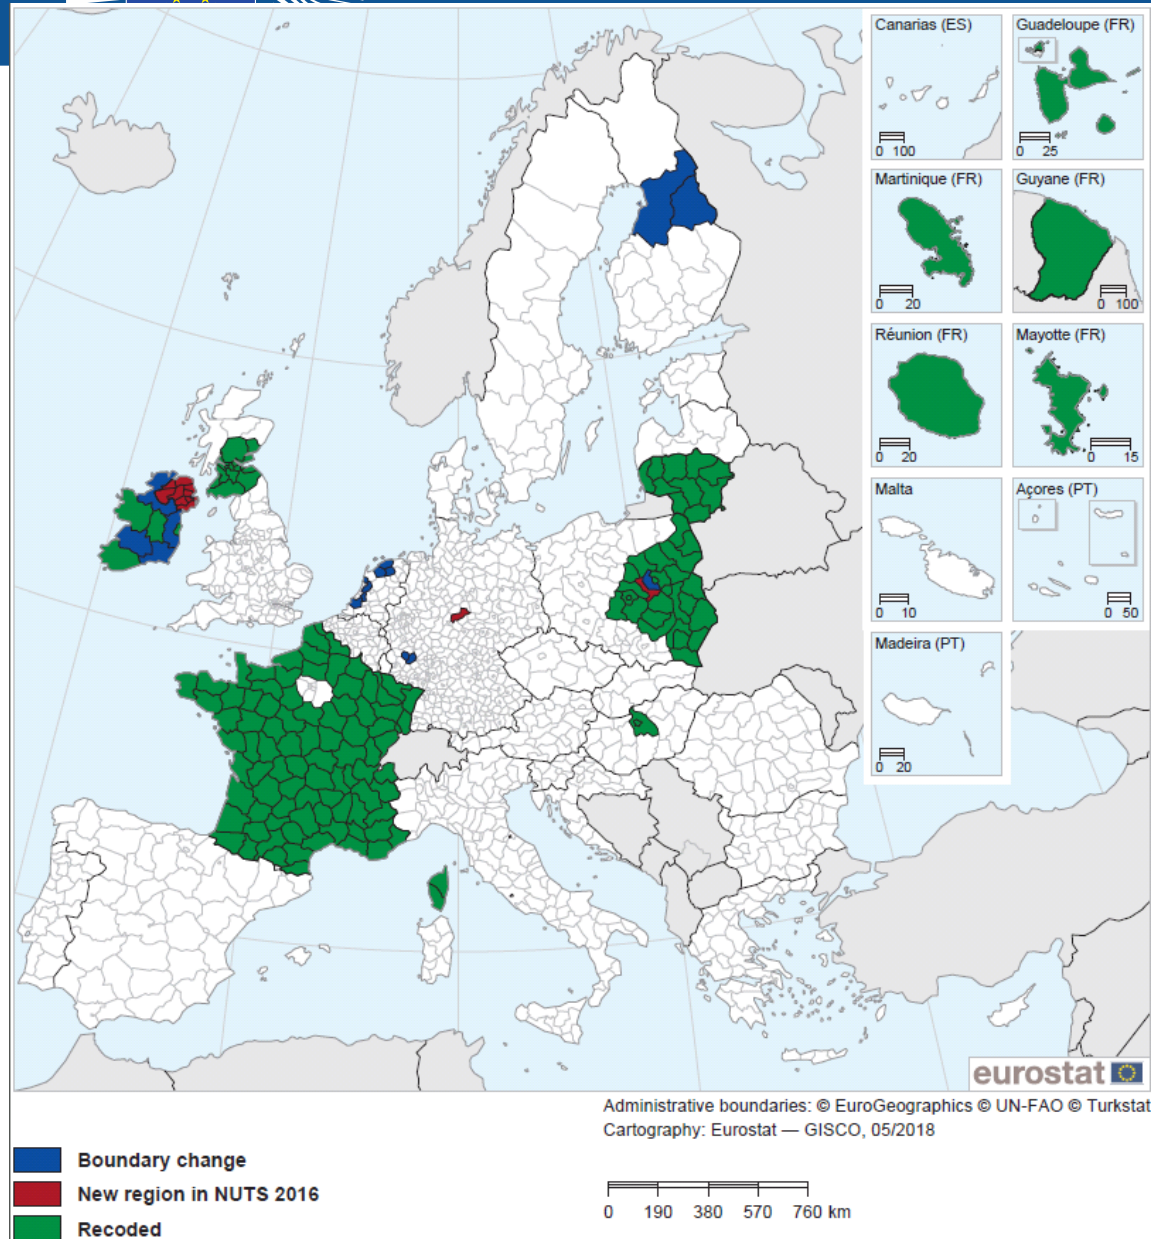 Canarias (ES)
0 100
Guadeloupe (FR)
0 25
Martinique (FR)
0 20
Guyane (FR)
0 100
Réunion (FR)
0 20
Mayotte (FR)
0 15
Malta
0 10
Açores (PT)
0 50
Madeira (PT)
0 20
eurostat
Administrative boundaries: © EuroGeographics © UN-FAO © Turkstat
Cartography: Eurostat — GISCO, 05/2018
Boundary change
New region in NUTS 2016
Recoded
0 190 380 570 760 km